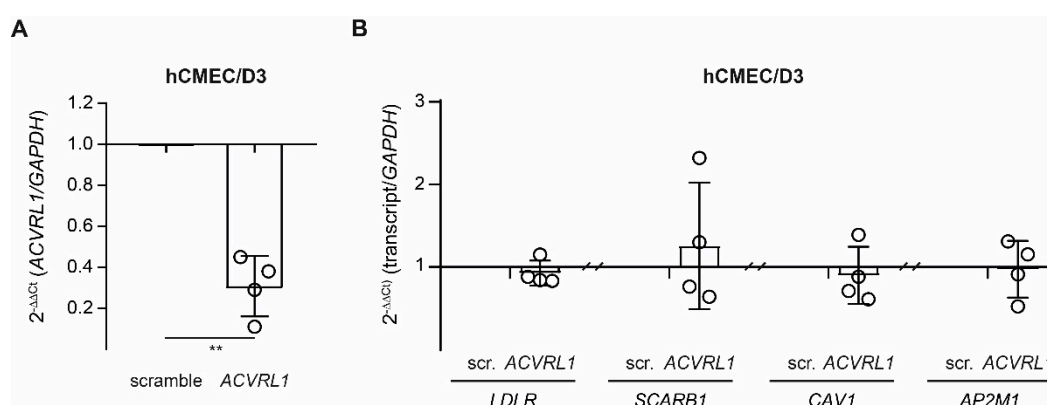 A
hCMEC/D3
2-ΔΔCt (ACVRL1/GAPDH)
1.2
1.0
0.8
0.6
0.4
0.2
**
scramble ACVRL1
B
hCMEC/D3
2-ΔΔCt) (transcript/GAPDH)
3
2
1
scr. ACVRL1 scr. ACVRL1 scr. ACVRL1 scr. ACVRL1
LDLR SCARB1 CAV1 AP2M1